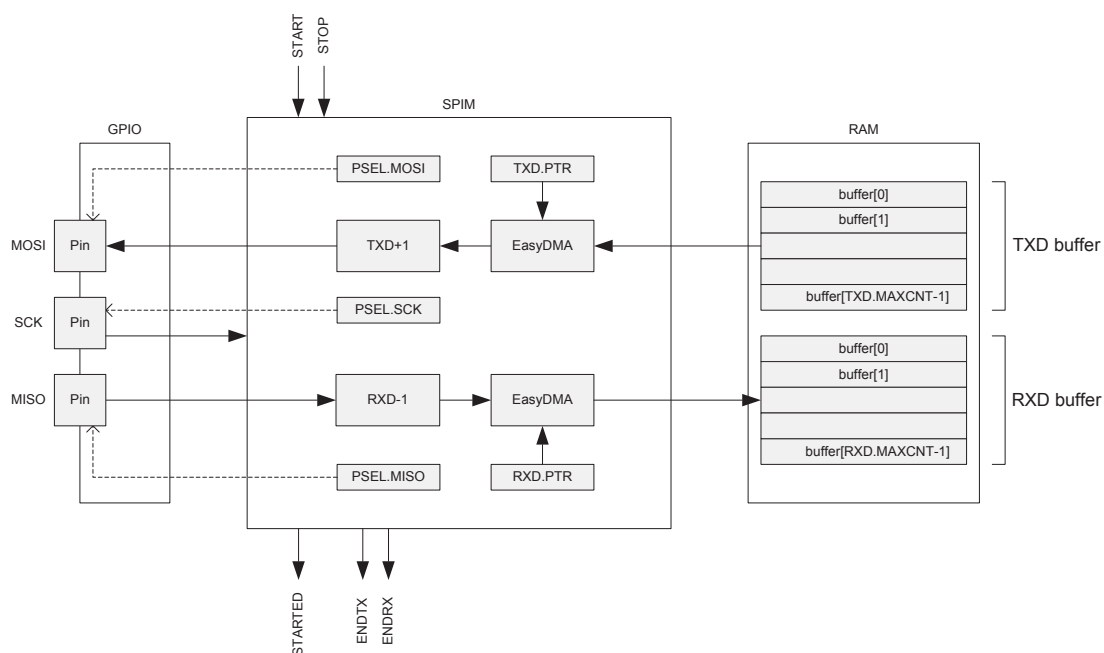 START
STOP
SPIM
GPIO
RAM
PSEL.MOSI
TXD.PTR
buffer[0]
buffer[1]
MOSI
Pin
TXD+1
EasyDMA
TXD buffer
buffer[TXD.MAXCNT-1]
PSEL.SCK
SCK
Pin
buffer[0]
buffer[1]
MISO
Pin
RXD-1
EasyDMA
RXD buffer
buffer[RXD.MAXCNT-1]
PSEL.MISO
RXD.PTR
STARTED
ENDTX
ENDRX